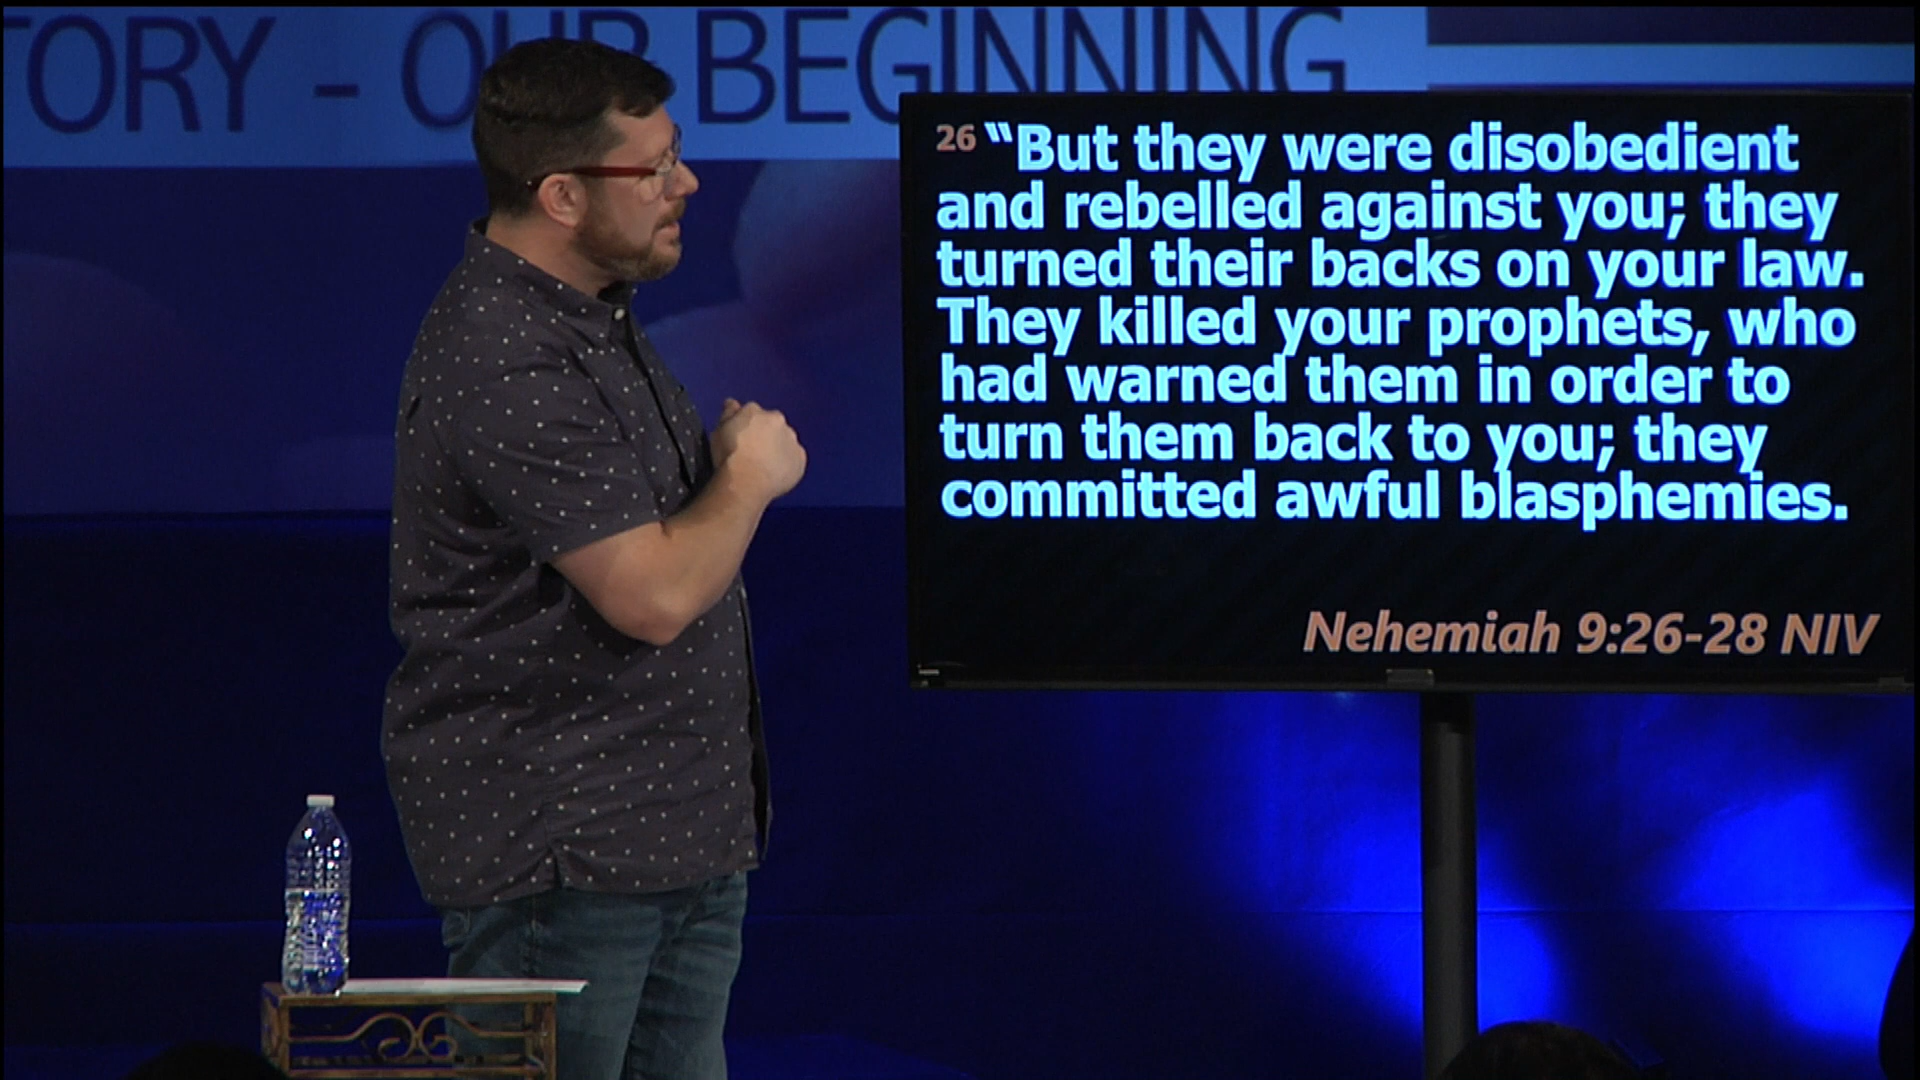 TORY - OUR BEGINNING
26 “But they were disobedient
and rebelled against you; they
turned their backs on your law.
They killed your prophets, who
had warned them in order to
turn them back to you; they
committed awful blasphemies.
Nehemiah 9:26-28 NIV